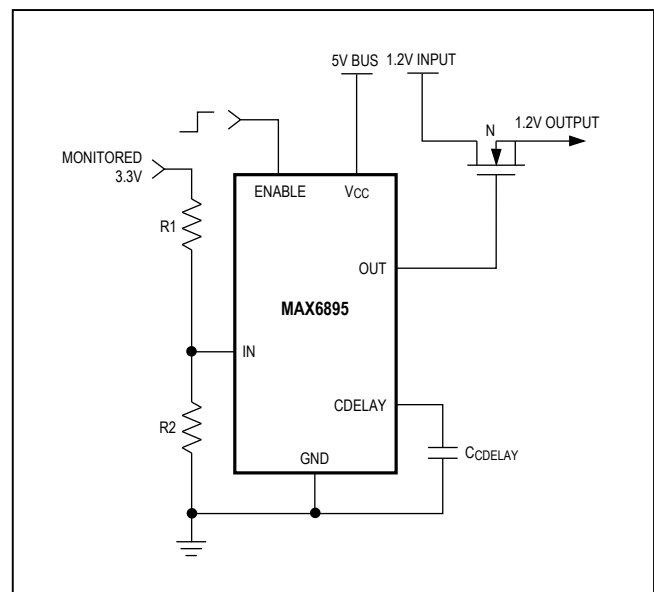 5V BUS
1.2V INPUT
N
1.2V OUTPUT
MONITORED
3.3V
ENABLE
VCC
R1
OUT
MAX6895
IN
CDELAY
R2
CCDELAY
GND